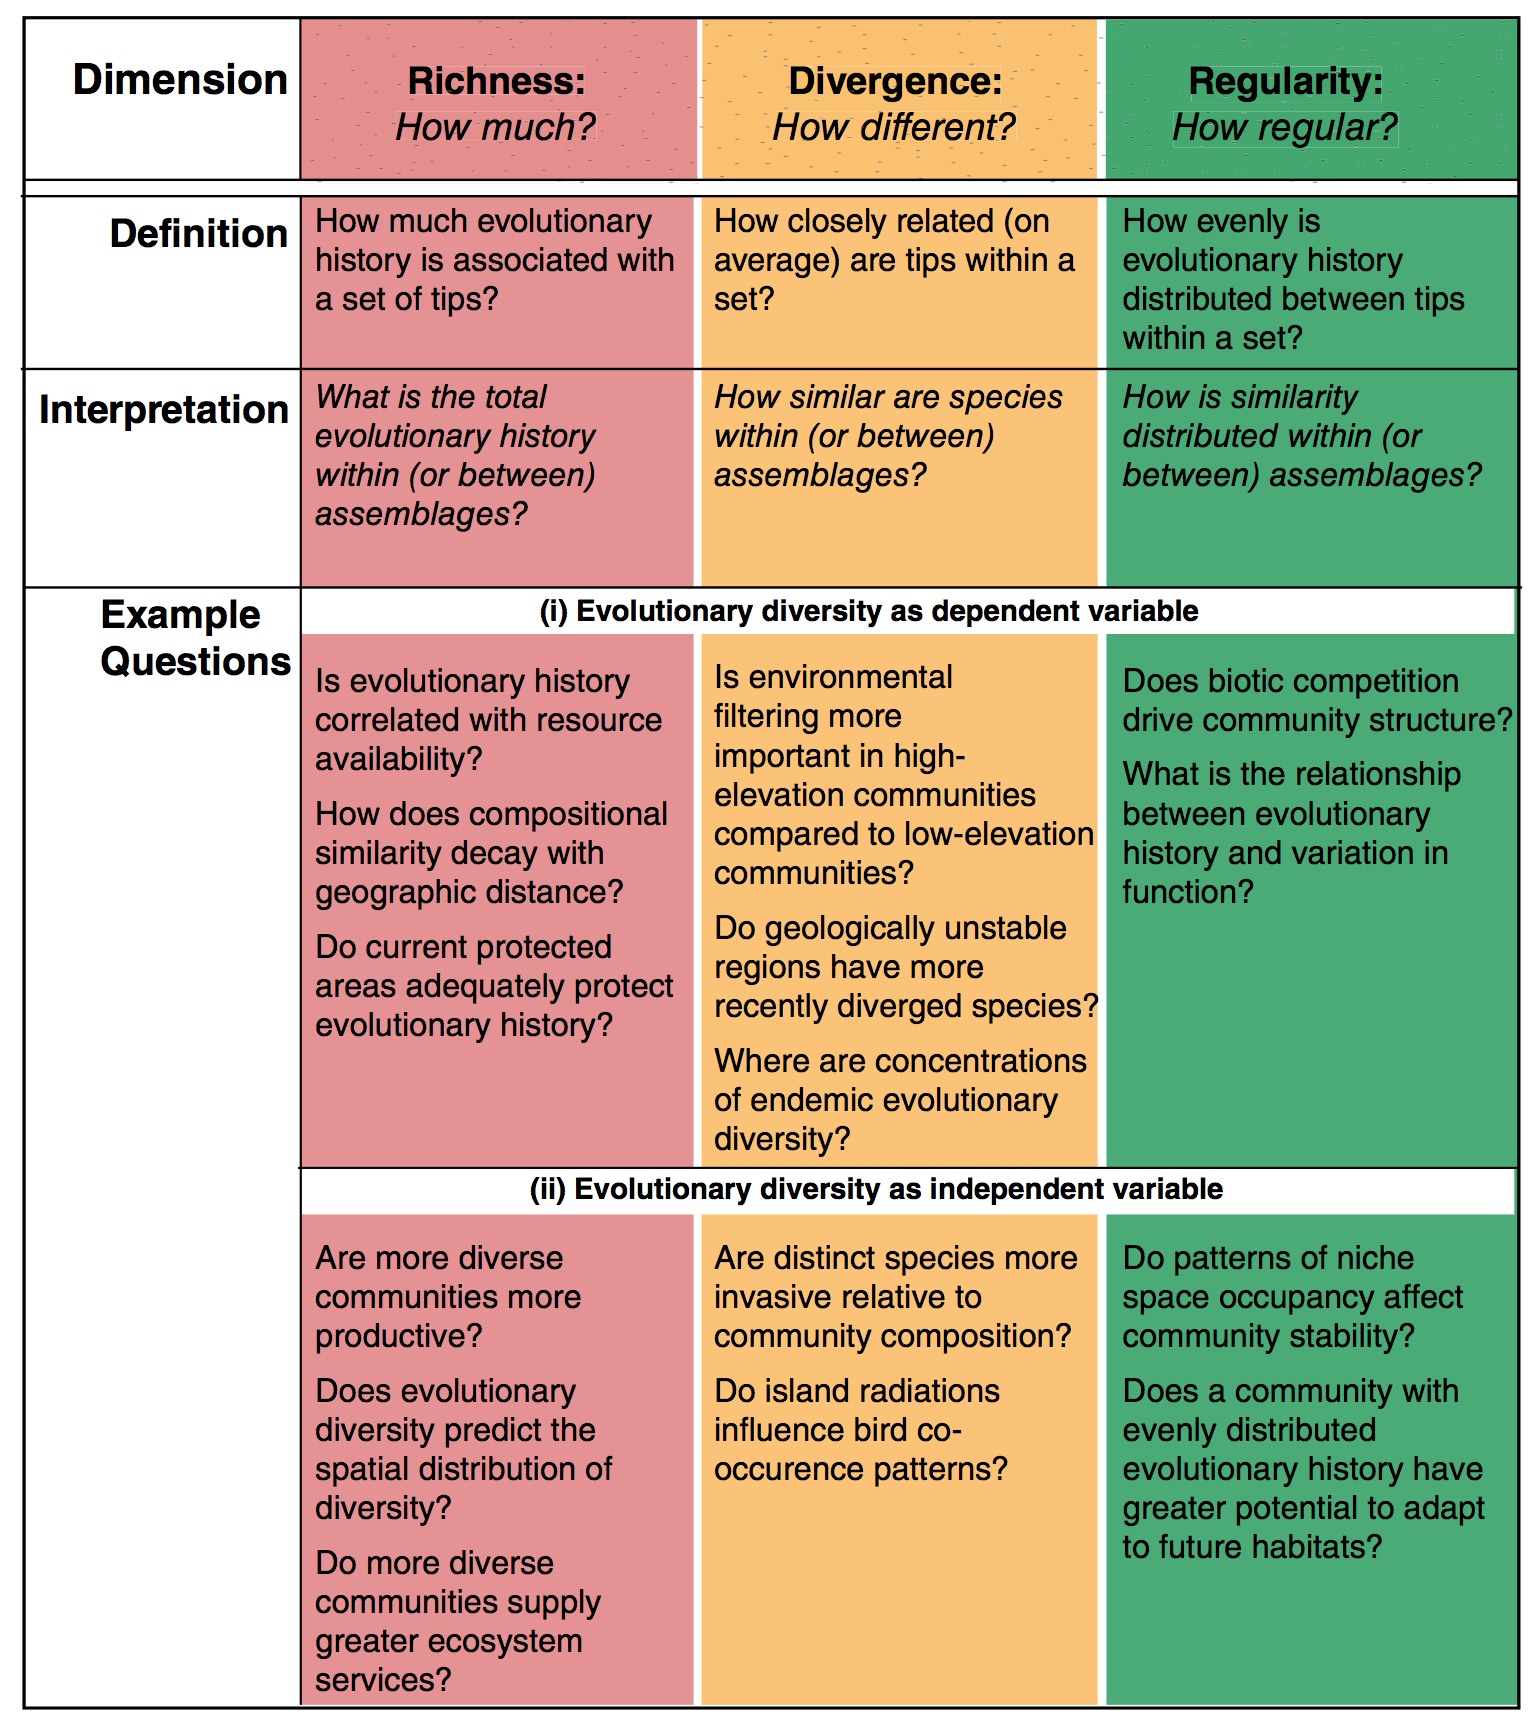 Dimension
Richness:
How much?
Divergence:
How different?
Regularity:
How regular?
Definition
How much evolutionary
history is associated with
a set of tips?
How closely related (on
average) are tips within a
set?
How evenly is
evolutionary history
distributed between tips
within a set?
Interpretation
What is the total
evolutionary history
within (or between)
assemblages?
How similar are species
within (or between)
assemblages?
How is similarity
distributed within (or
between) assemblages?
Example
Questions
(i) Evolutionary diversity as dependent variable
Is evolutionary history
correlated with resource
availability?
How does compositional
similarity decay with
geographic distance?
Do current protected
areas adequately protect
evolutionary history?
Is environmental
filtering more
important in high-
elevation communities
compared to low-elevation
communities?
Do geologically unstable
regions have more
recently diverged species?
Where are concentrations
of endemic evolutionary
diversity?
Does biotic competition
drive community structure?
What is the relationship
between evolutionary
history and variation in
function?
(ii) Evolutionary diversity as independent variable
Are more diverse
communities more
productive?
Does evolutionary
diversity predict the
spatial distribution of
diversity?
Do more diverse
communities supply
greater ecosystem
services?
Are distinct species more
invasive relative to
community composition?
Do island radiations
influence bird co-
occurence patterns?
Do patterns of niche
space occupancy affect
community stability?
Does a community with
evenly distributed
evolutionary history have
greater potential to adapt
to future habitats?